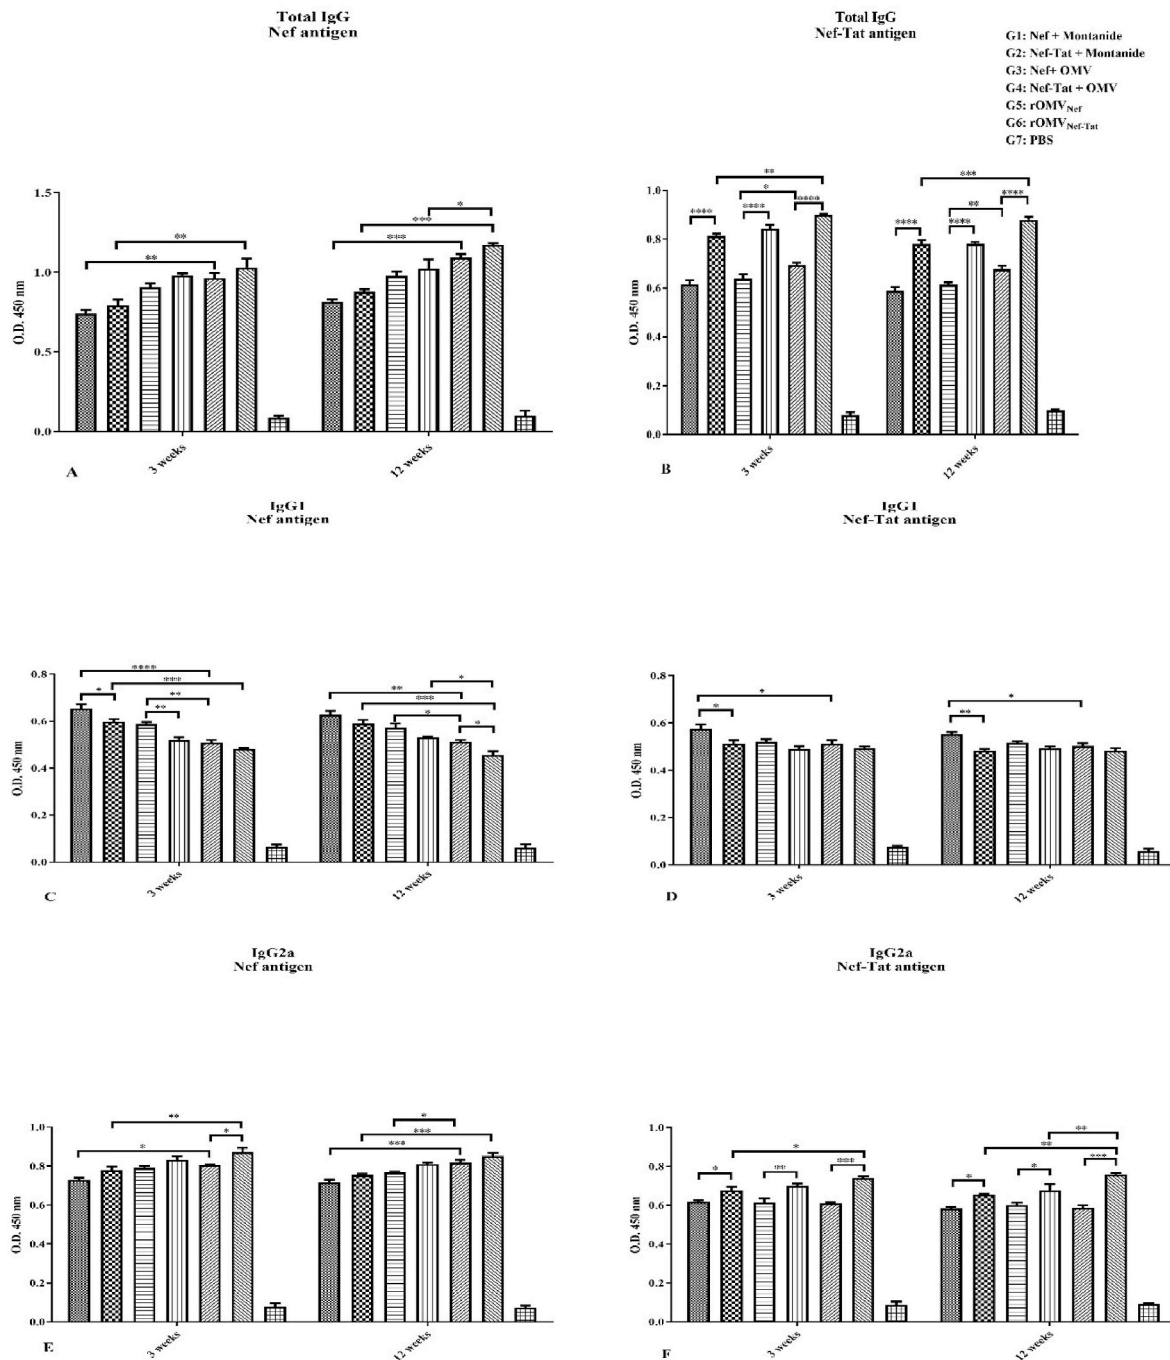 Total IgG
Nef antigen
**
**
*
***
***
1.5
1.0
0.5
0.0
O.D. 450 nm
3 weeks
12 weeks
A
Total IgG
Nef-Tat antigen
G1: Nef + Montanide
G2: Nef-Tat + Montanide
G3: Nef+ OMV
G4: Nef-Tat + OMV
G5: rOMVNef
G6: rOMVNef-Tat
G7: PBS
**
*
****
****
****
***
**
****
****
****
1.0
0.8
0.6
0.4
0.2
0.0
O.D. 450 nm
3 weeks
12 weeks
B
IgG1
Nef antigen
****
***
*
**
**
*
**
***
*
*
0.8
0.6
0.4
0.2
0.0
O.D. 450 nm
3 weeks
12 weeks
C
IgG1
Nef-Tat antigen
*
*
*
**
0.8
0.6
0.4
0.2
0.0
O.D. 450 nm
3 weeks
12 weeks
D
IgG2a
Nef antigen
**
*
*
*
***
***
1.0
0.8
0.6
0.4
0.2
0.0
O.D. 450 nm
3 weeks
12 weeks
E
IgG2a
Nef-Tat antigen
*
*
**
***
**
**
*
*
***
1.0
0.8
0.6
0.4
0.2
0.0
O.D. 450 nm
3 weeks
12 weeks
F